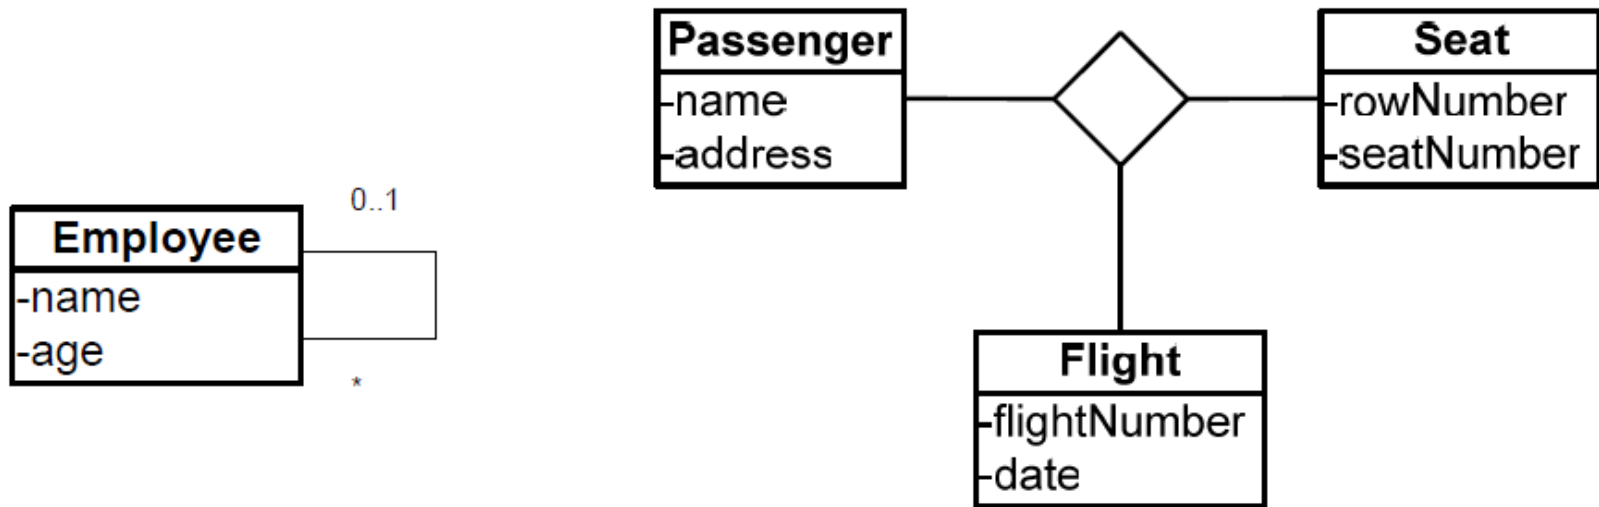 Employee
-name
-age
0..1
*
Passenger
-name
-address
Seat
-rowNumber
-seatNumber
Flight
-flightNumber
-date